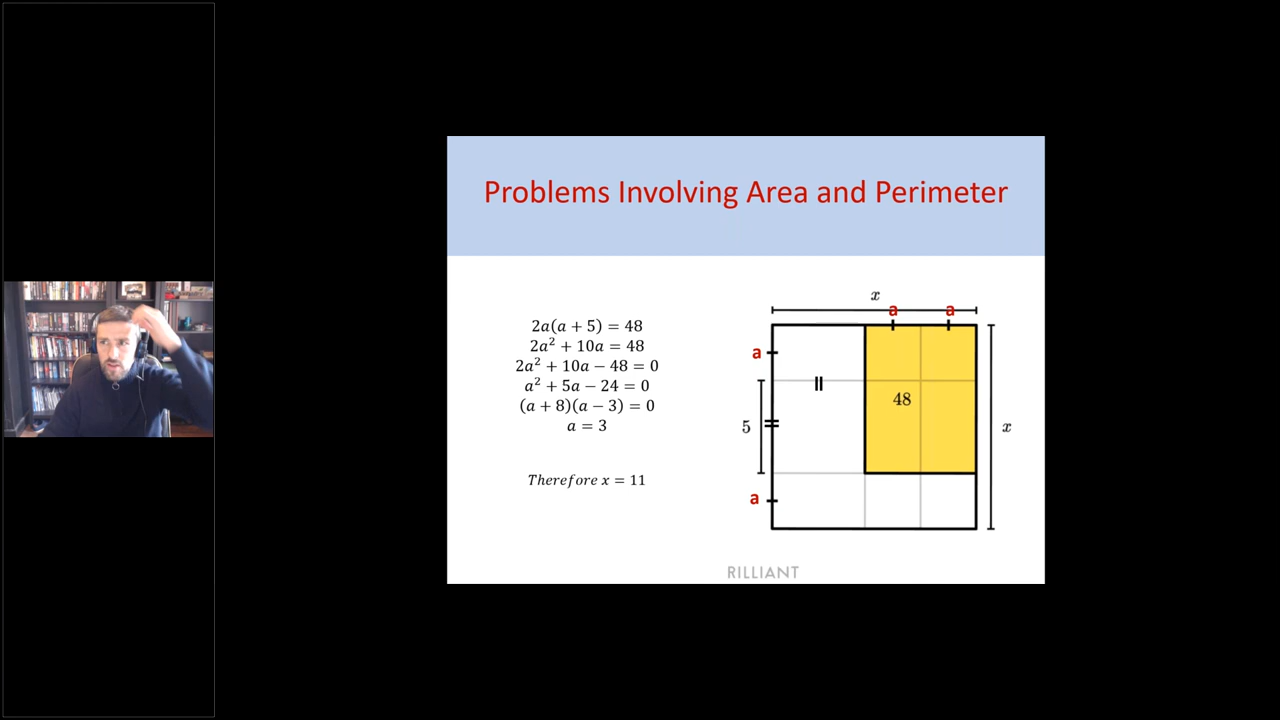 Problems Involving Area and Perimeter
2a(a + 5) = 48
2a² + 10a = 48
2a² + 10a − 48 = 0
a² + 5a − 24 = 0
(a + 8)(a − 3) = 0
a = 3
Therefore x = 11
x
a a
a
48
5
x
a
RILLIANT